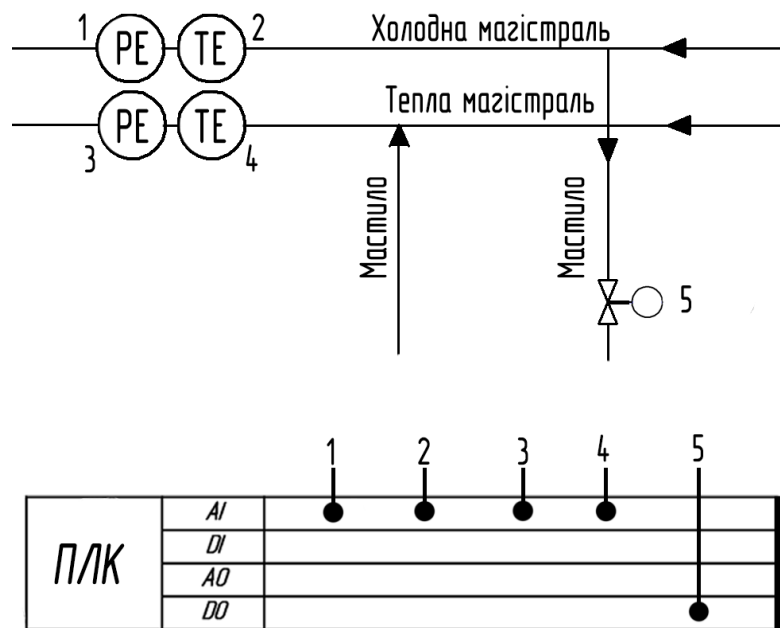 1 PE TE 2 Холодна магістраль
Тепла магістраль
3 PE TE 4
Мастило
Мастило
5
1 2 3 4 5
ПЛК
AI
DI
AO
DO